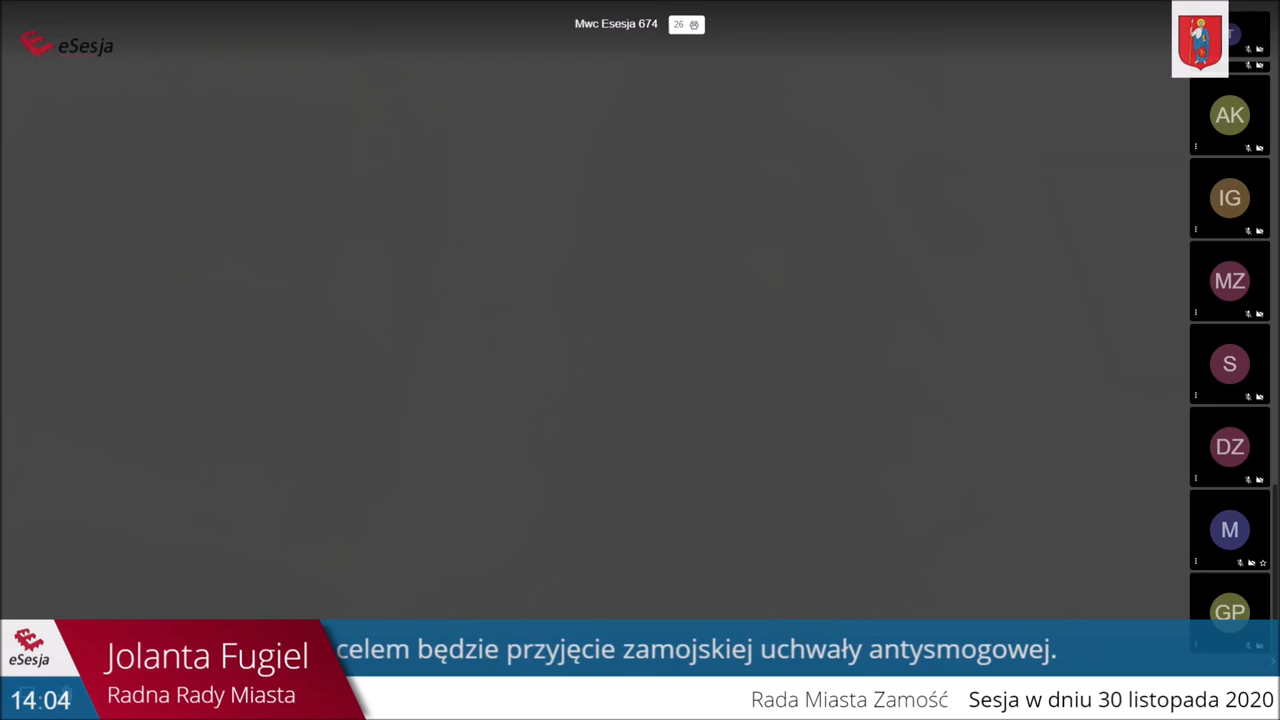 Mwc Esesja 674 26
eSesja
T
AK
IG
MZ
S
DZ
M
GP
celem będzie przyjęcie zamojskiej uchwały antysmogowej.
eSesja
Jolanta Fugiel
Radna Rady Miasta
14:04
Rada Miasta Zamość Sesja w dniu 30 listopada 2020